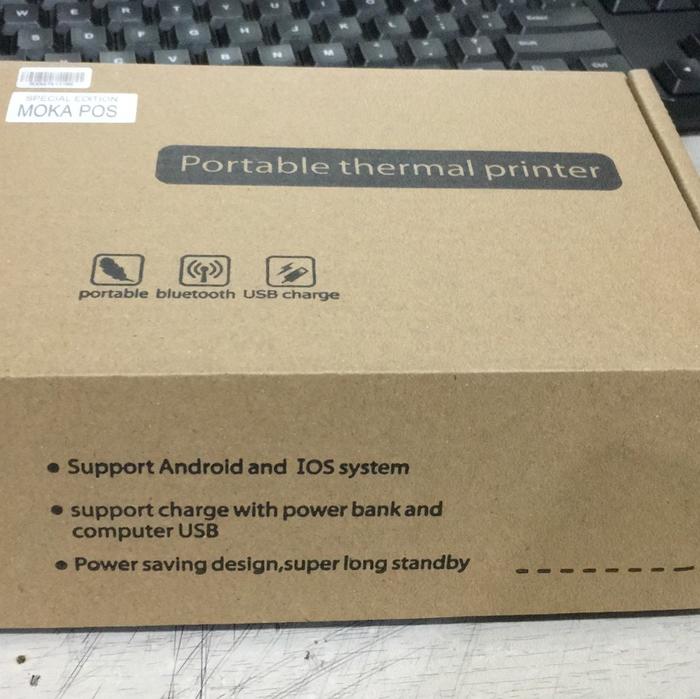 SPECIAL EDITION
MOKA POS
Portable thermal printer
portable bluetooth USB charge
• Support Android and IOS system
• support charge with power bank and
computer USB
• Power saving design,super long standby